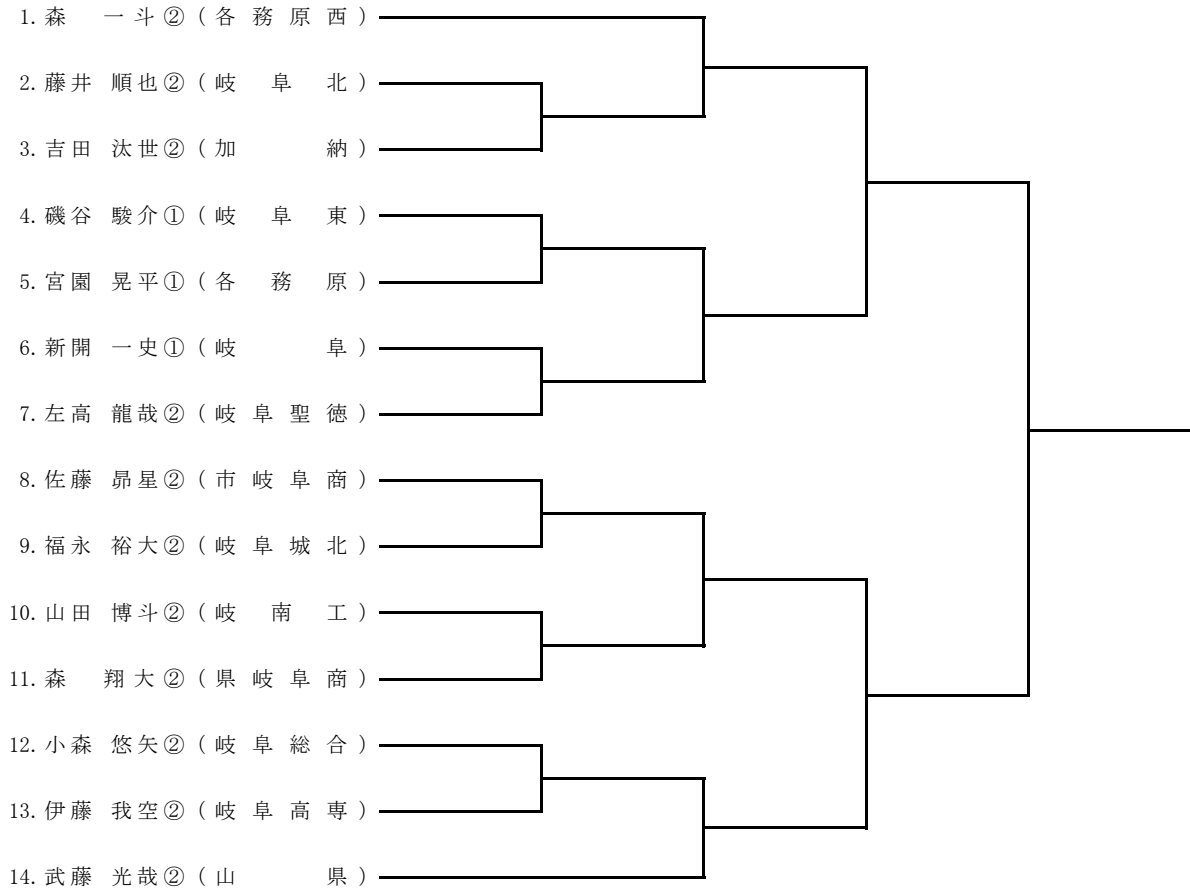 1. 森　一斗②（各務原西）
2. 藤井 順也②（岐阜北）
3. 吉田 汰世②（加納）
4. 磯谷 駿介①（岐阜東）
5. 宮園 晃平①（各務原）
6. 新開 一史①（岐阜）
7. 左高 龍哉②（岐阜聖徳）
8. 佐藤 昴星②（市岐阜商）
9. 福永 裕大②（岐阜城北）
10. 山田 博斗②（岐南工）
11. 森　翔大②（県岐阜商）
12. 小森 悠矢②（岐阜総合）
13. 伊藤 我空②（岐阜高専）
14. 武藤 光哉②（山県）